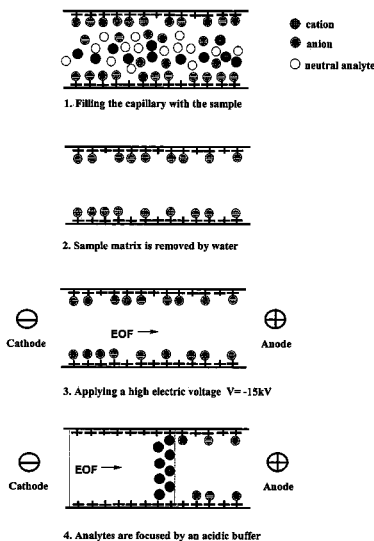 cation
anion
neutral analyte
1. Filling the capillary with the sample
2. Sample matrix is removed by water
EOF
Cathode
Anode
3. Applying a high electric voltage V= -15kV
EOF
Cathode
Anode
4. Analytes are focused by an acidic buffer